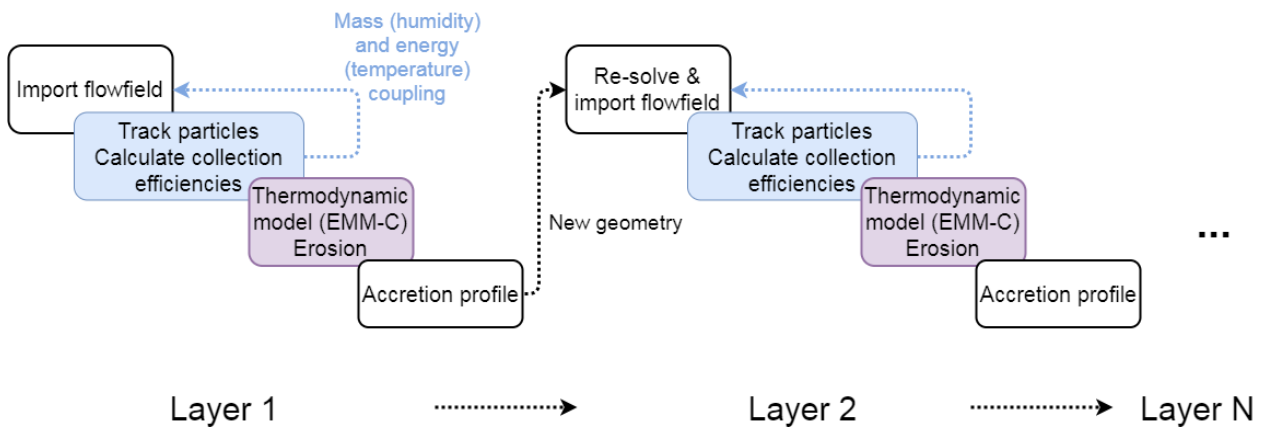 Mass (humidity)
and energy
(temperature)
coupling
Import flowfield
Track particles
Calculate collection
efficiencies
Thermodynamic
model (EMM-C)
Erosion
Accretion profile
New geometry
Re-solve &
import flowfield
Track particles
Calculate collection
efficiencies
Thermodynamic
model (EMM-C)
Erosion
Accretion profile
...
Layer 1
Layer 2
Layer N